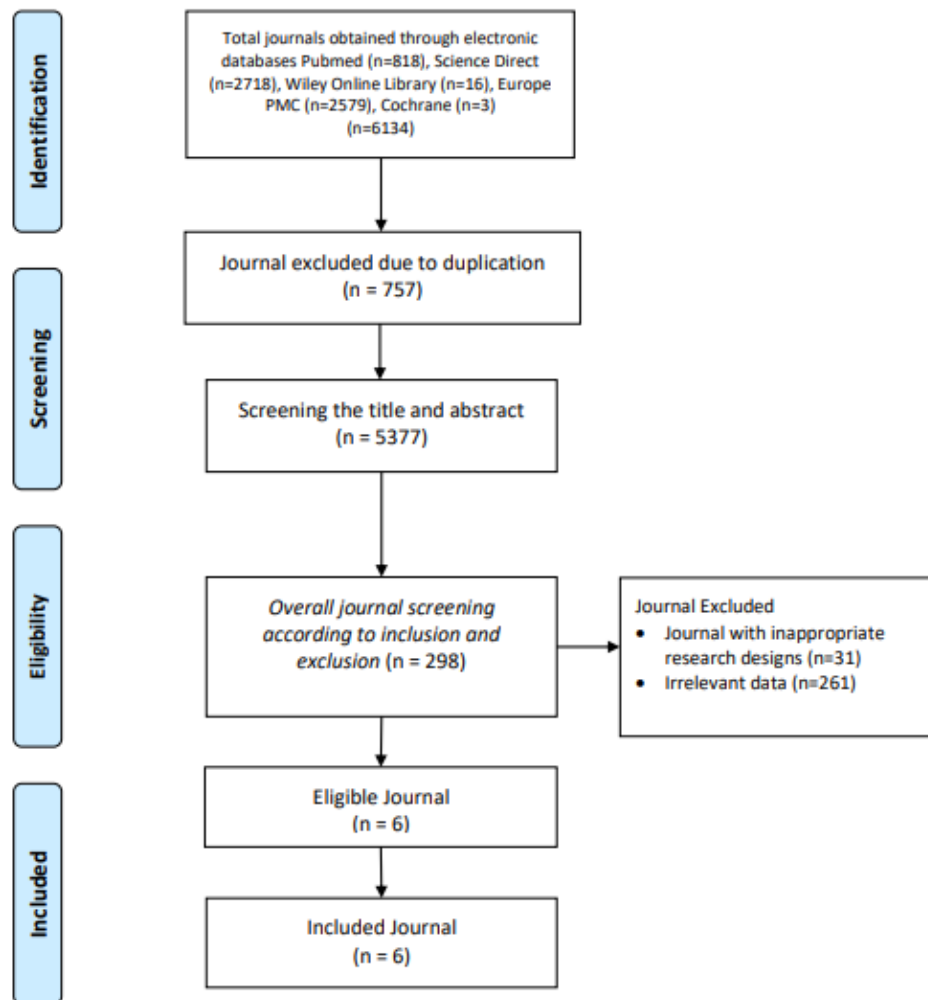 Identification
Total journals obtained through electronic
databases Pubmed (n=818), Science Direct
(n=2718), Wiley Online Library (n=16), Europe
PMC (n=2579), Cochrane (n=3)
(n=6134)
Journal excluded due to duplication
(n = 757)
Screening
Screening the title and abstract
(n = 5377)
Eligibility
Overall journal screening
according to inclusion and
exclusion (n = 298)
Journal Excluded
• Journal with inappropriate
research designs (n=31)
• Irrelevant data (n=261)
Eligible Journal
(n = 6)
Included
Included Journal
(n = 6)